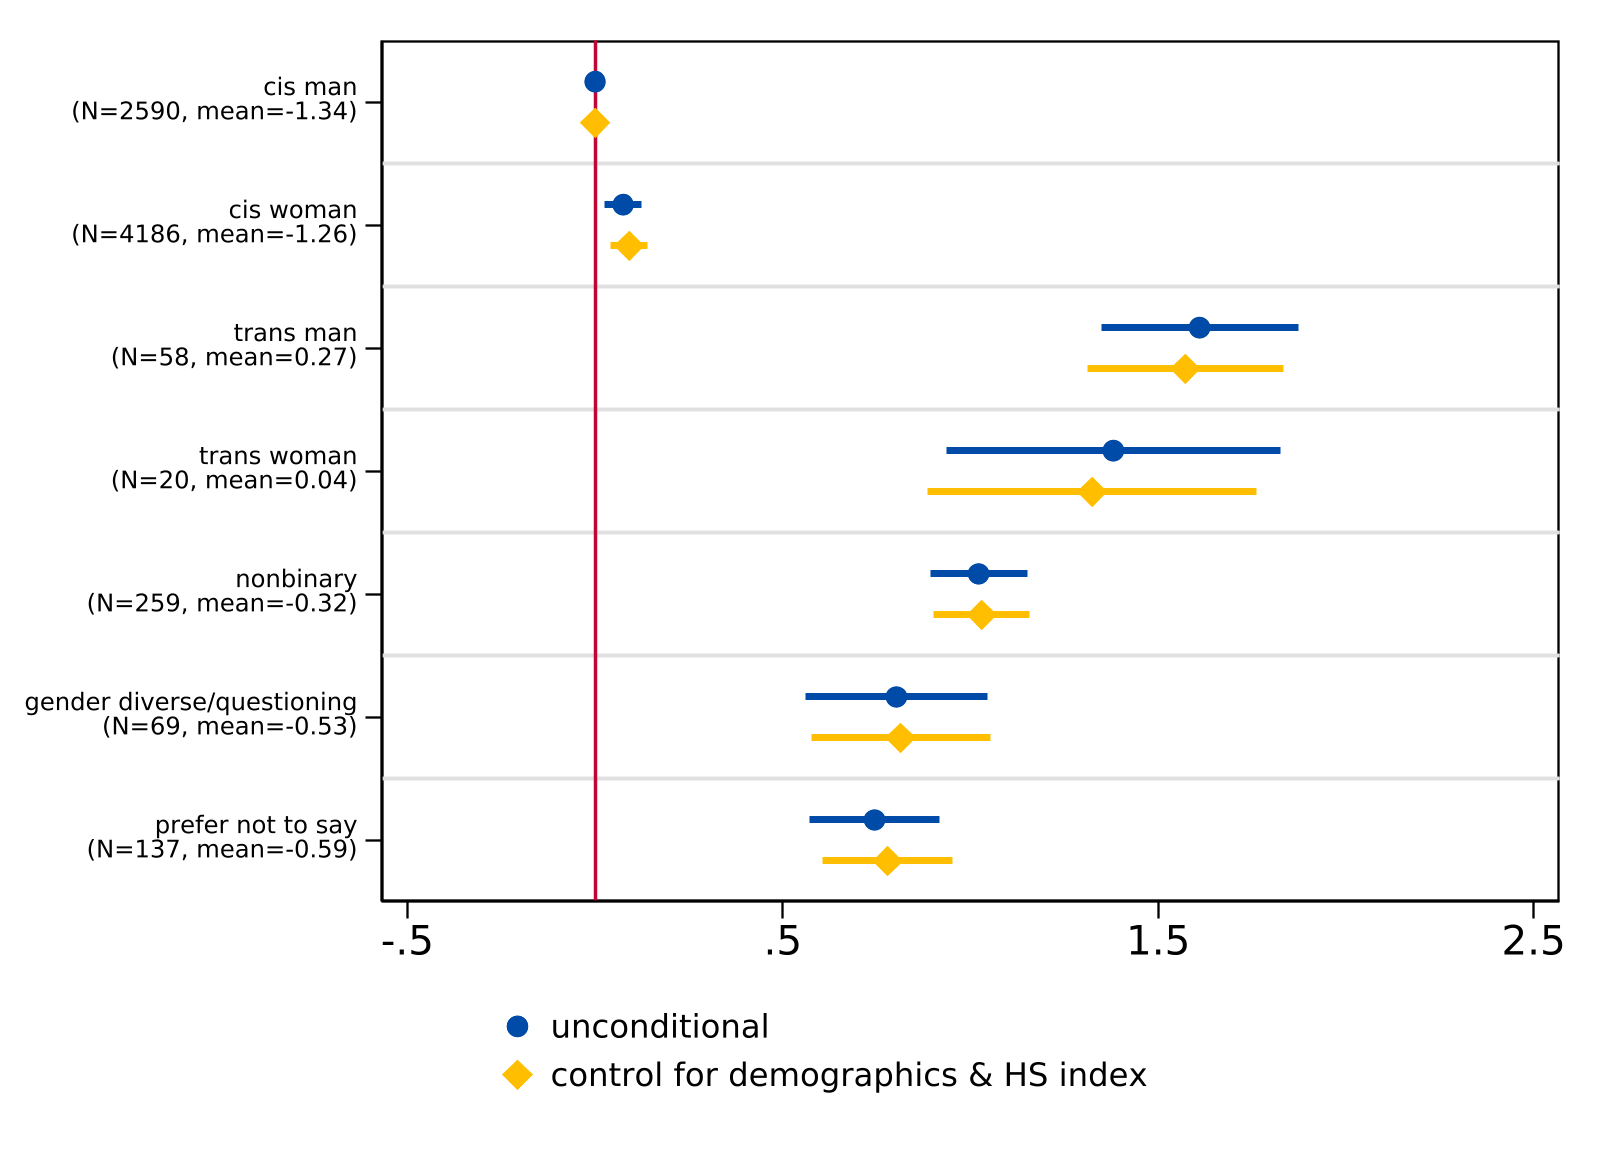 cis man
(N=2590, mean=-1.34)
cis woman
(N=4186, mean=-1.26)
trans man
(N=58, mean=0.27)
trans woman
(N=20, mean=0.04)
nonbinary
(N=259, mean=-0.32)
gender diverse/questioning
(N=69, mean=-0.53)
prefer not to say
(N=137, mean=-0.59)
-.5 .5 1.5 2.5
unconditional
control for demographics & HS index